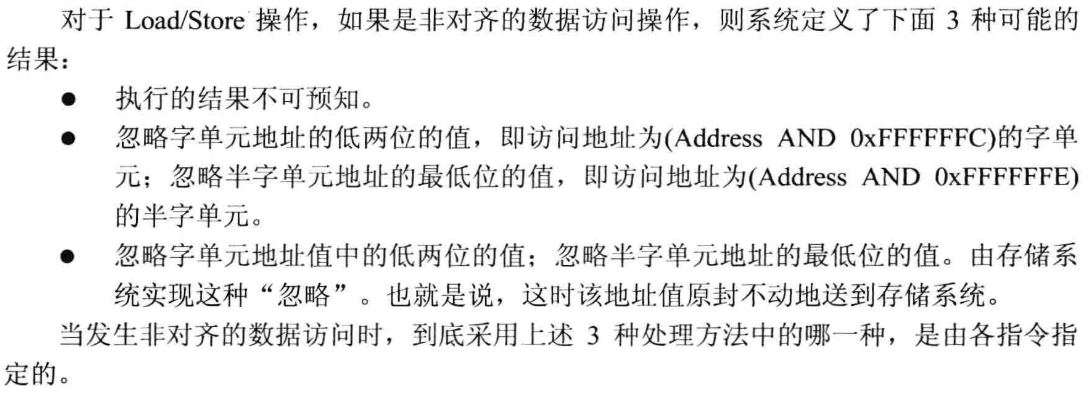 对于 Load/Store 操作，如果是非对齐的数据访问操作，则系统定义了下面 3 种可能的
结果：
● 执行的结果不可预知。
● 忽略字单元地址的低两位的值，即访问地址为(Address AND 0xFFFFFFC)的字单
元；忽略半字单元地址的最低位的值，即访问地址为(Address AND 0xFFFFFFE)
的半字单元。
● 忽略字单元地址值中的低两位的值；忽略半字单元地址的最低位的值。由存储系
统实现这种“忽略”。也就是说，这时该地址值原封不动地送到存储系统。
当发生非对齐的数据访问时，到底采用上述 3 种处理方法中的哪一种，是由各指令指
定的。